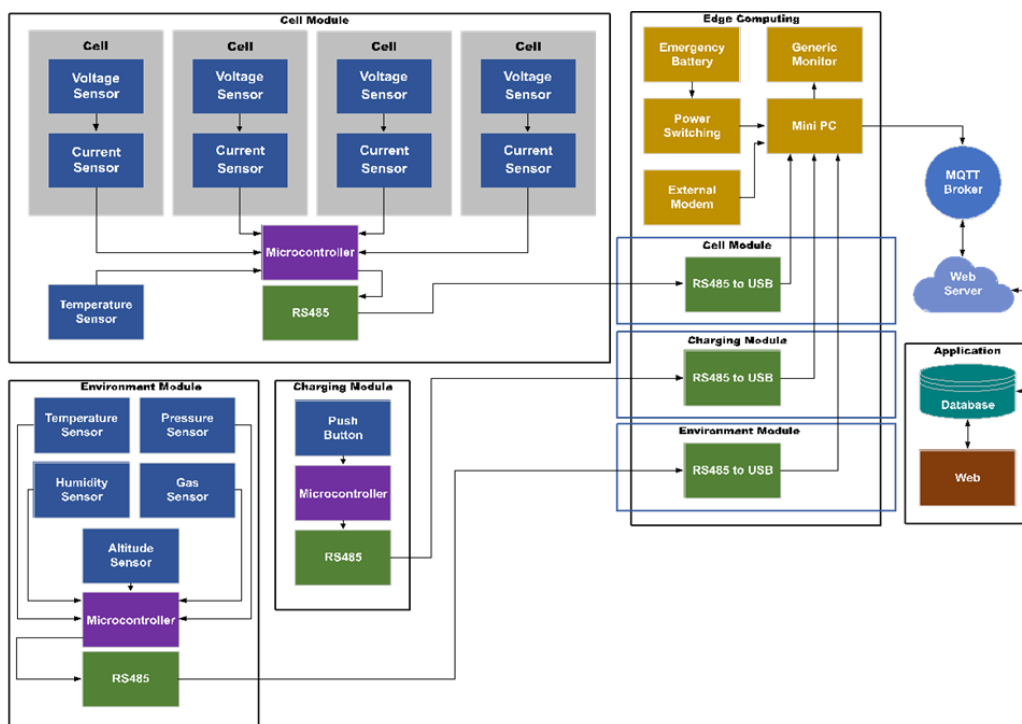 Cell Module
Cell
Cell
Cell
Cell
Voltage
Sensor
Voltage
Sensor
Voltage
Sensor
Voltage
Sensor
Current
Sensor
Current
Sensor
Current
Sensor
Current
Sensor
Microcontroller
Temperature
Sensor
RS485
Edge Computing
Emergency
Battery
Generic
Monitor
Power
Switching
Mini PC
External
Modem
MQTT
Broker
Web
Server
Cell Module
RS485 to USB
Charging Module
RS485 to USB
Environment Module
RS485 to USB
Application
Database
Web
Environment Module
Temperature
Sensor
Pressure
Sensor
Humidity
Sensor
Gas
Sensor
Altitude
Sensor
Microcontroller
RS485
Charging Module
Push
Button
Microcontroller
RS485